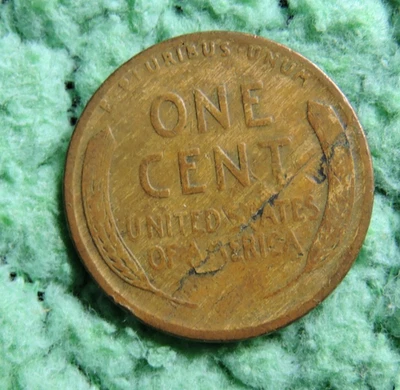 E PLURIBUS UNUM
ONE
CENT
UNITED STATES
OF AMERICA